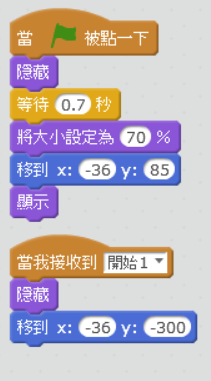 當 被點一下
隱藏
等待 0.7 秒
將大小設定為 70 %
移到 x: -36 y: 85
顯示
當我接收到 開始1
隱藏
移到 x: -36 y: -300